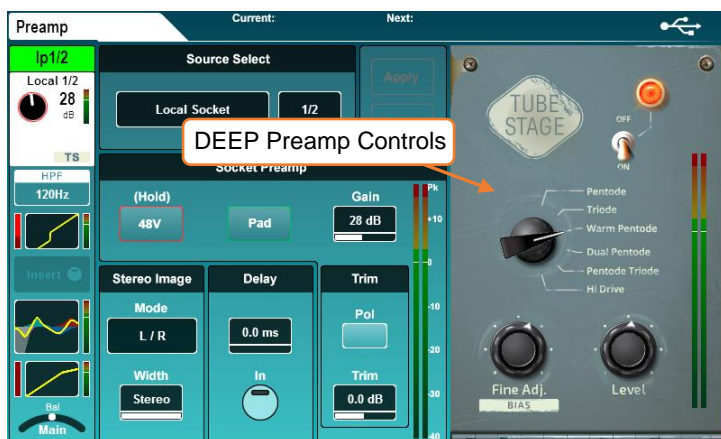 Preamp
Current:
Next:
Ip1/2
Local 1/2
28
dB
TS
HPF
120Hz
Insert
Bal
Main
Source Select
Local Socket
1/2
Apply
DEEP Preamp Controls
Socket Preamp
(Hold)
48V
Pad
Gain
28 dB
Pk
+10
0
-10
-20
-30
-40
Stereo Image
Mode
L / R
Width
Stereo
Delay
0.0 ms
In
Trim
Pol
Trim
0.0 dB
TUBE
STAGE
OFF
ON
Pentode
Triode
Warm Pentode
Dual Pentode
Pentode Triode
Hi Drive
Fine Adj.
BIAS
Level